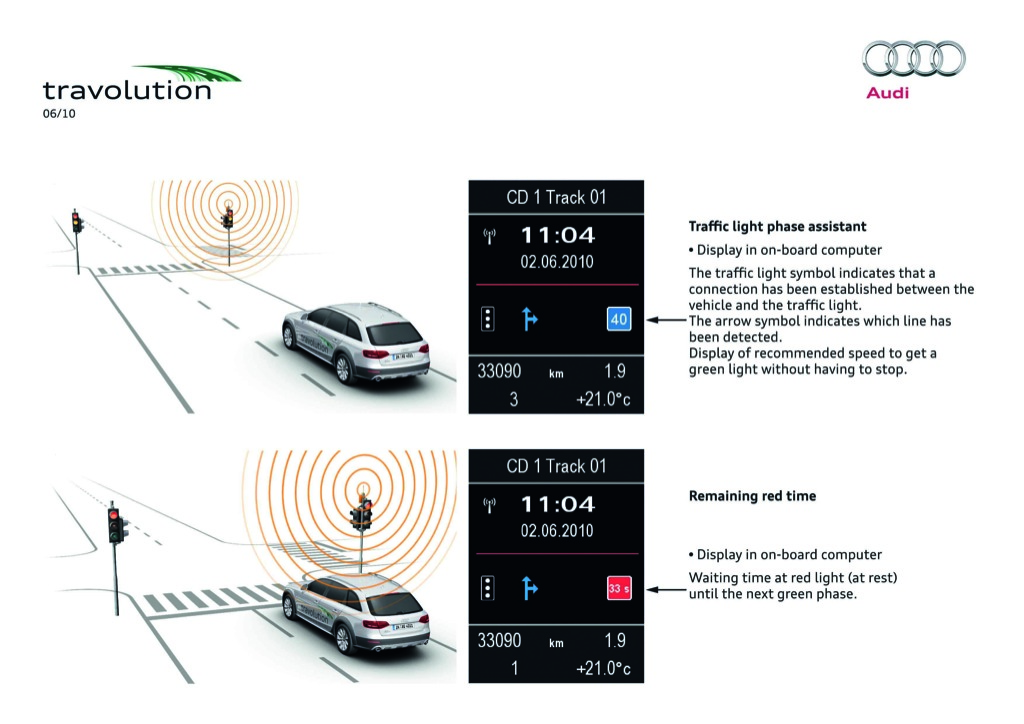 travolution
06/10
Audi
CD 1 Track 01
11:04
02.06.2010
40
33090 km 1.9
3 +21.0°c
Traffic light phase assistant
• Display in on-board computer
The traffic light symbol indicates that a
connection has been established between the
vehicle and the traffic light.
The arrow symbol indicates which line has
been detected.
Display of recommended speed to get a
green light without having to stop.
travolution
CD 1 Track 01
11:04
02.06.2010
33 s
33090 km 1.9
1 +21.0°c
Remaining red time
• Display in on-board computer
Waiting time at red light (at rest)
until the next green phase.
travolution